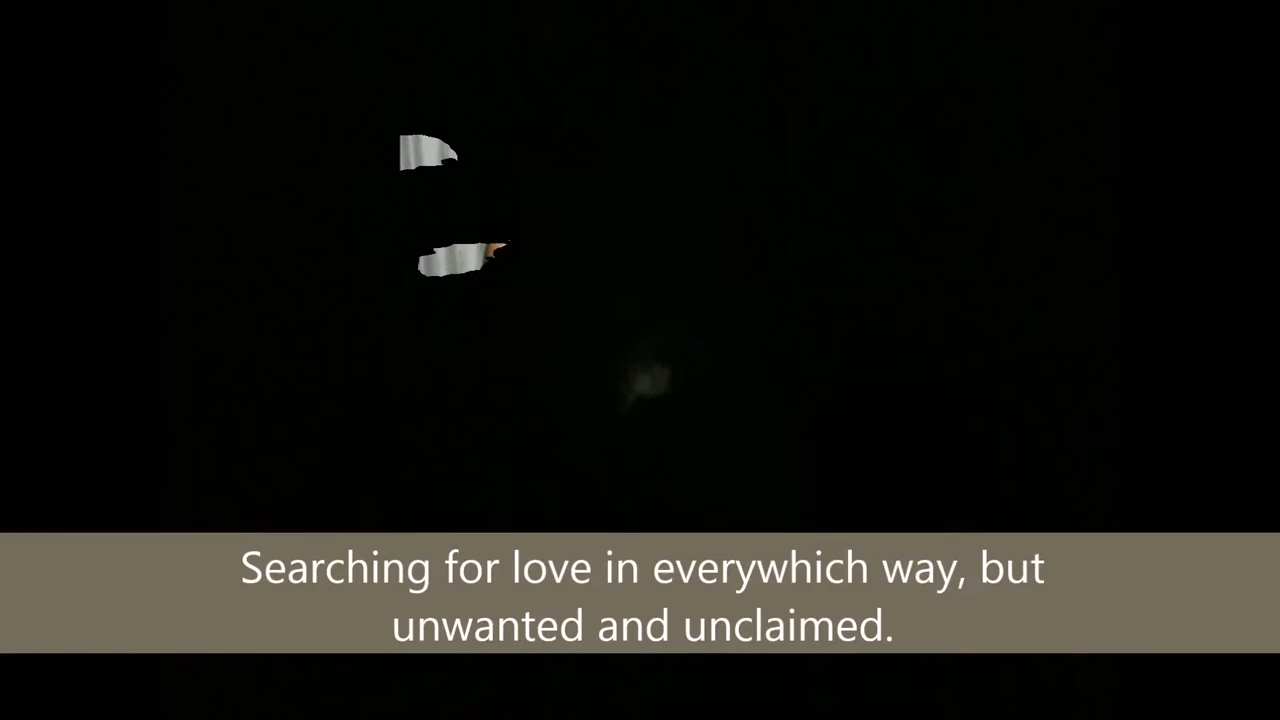 Searching for love in everywhich way, but
unwanted and unclaimed.